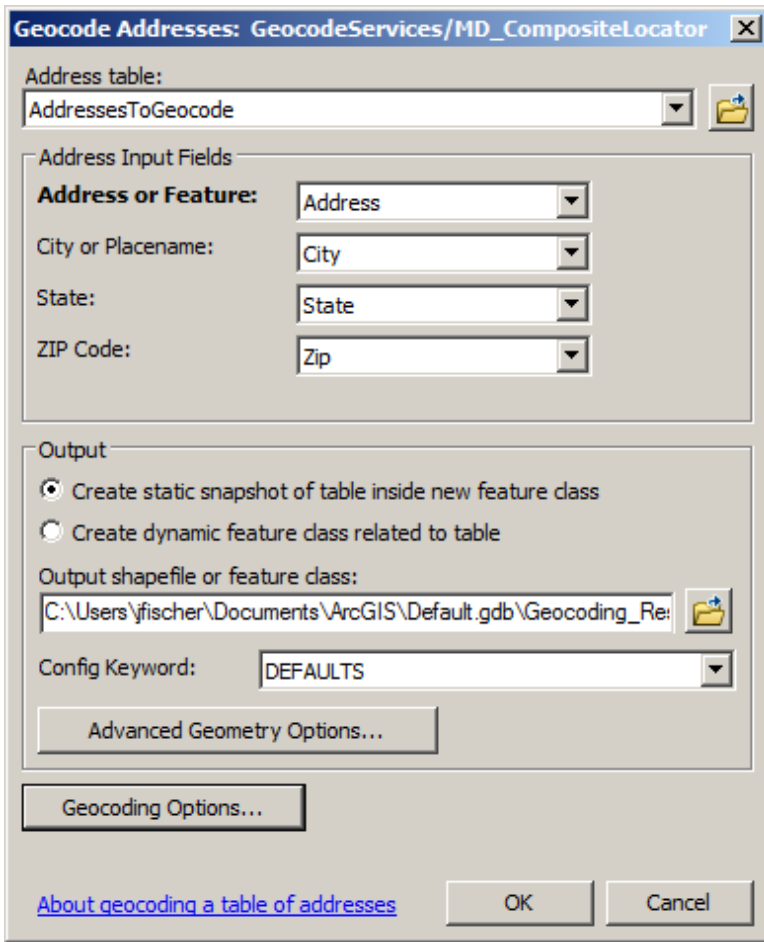 Geocode Addresses: GeocodeServices/MD_CompositeLocator
Address table:
AddressesToGeocode
Address Input Fields
Address or Feature: Address
City or Placename: City
State: State
ZIP Code: Zip
Output
Create static snapshot of table inside new feature class
Create dynamic feature class related to table
Output shapefile or feature class:
C:\Users\jfischer\Documents\ArcGIS\Default.gdb\Geocoding_Res
Config Keyword: DEFAULTS
Advanced Geometry Options...
Geocoding Options...
About geocoding a table of addresses OK Cancel